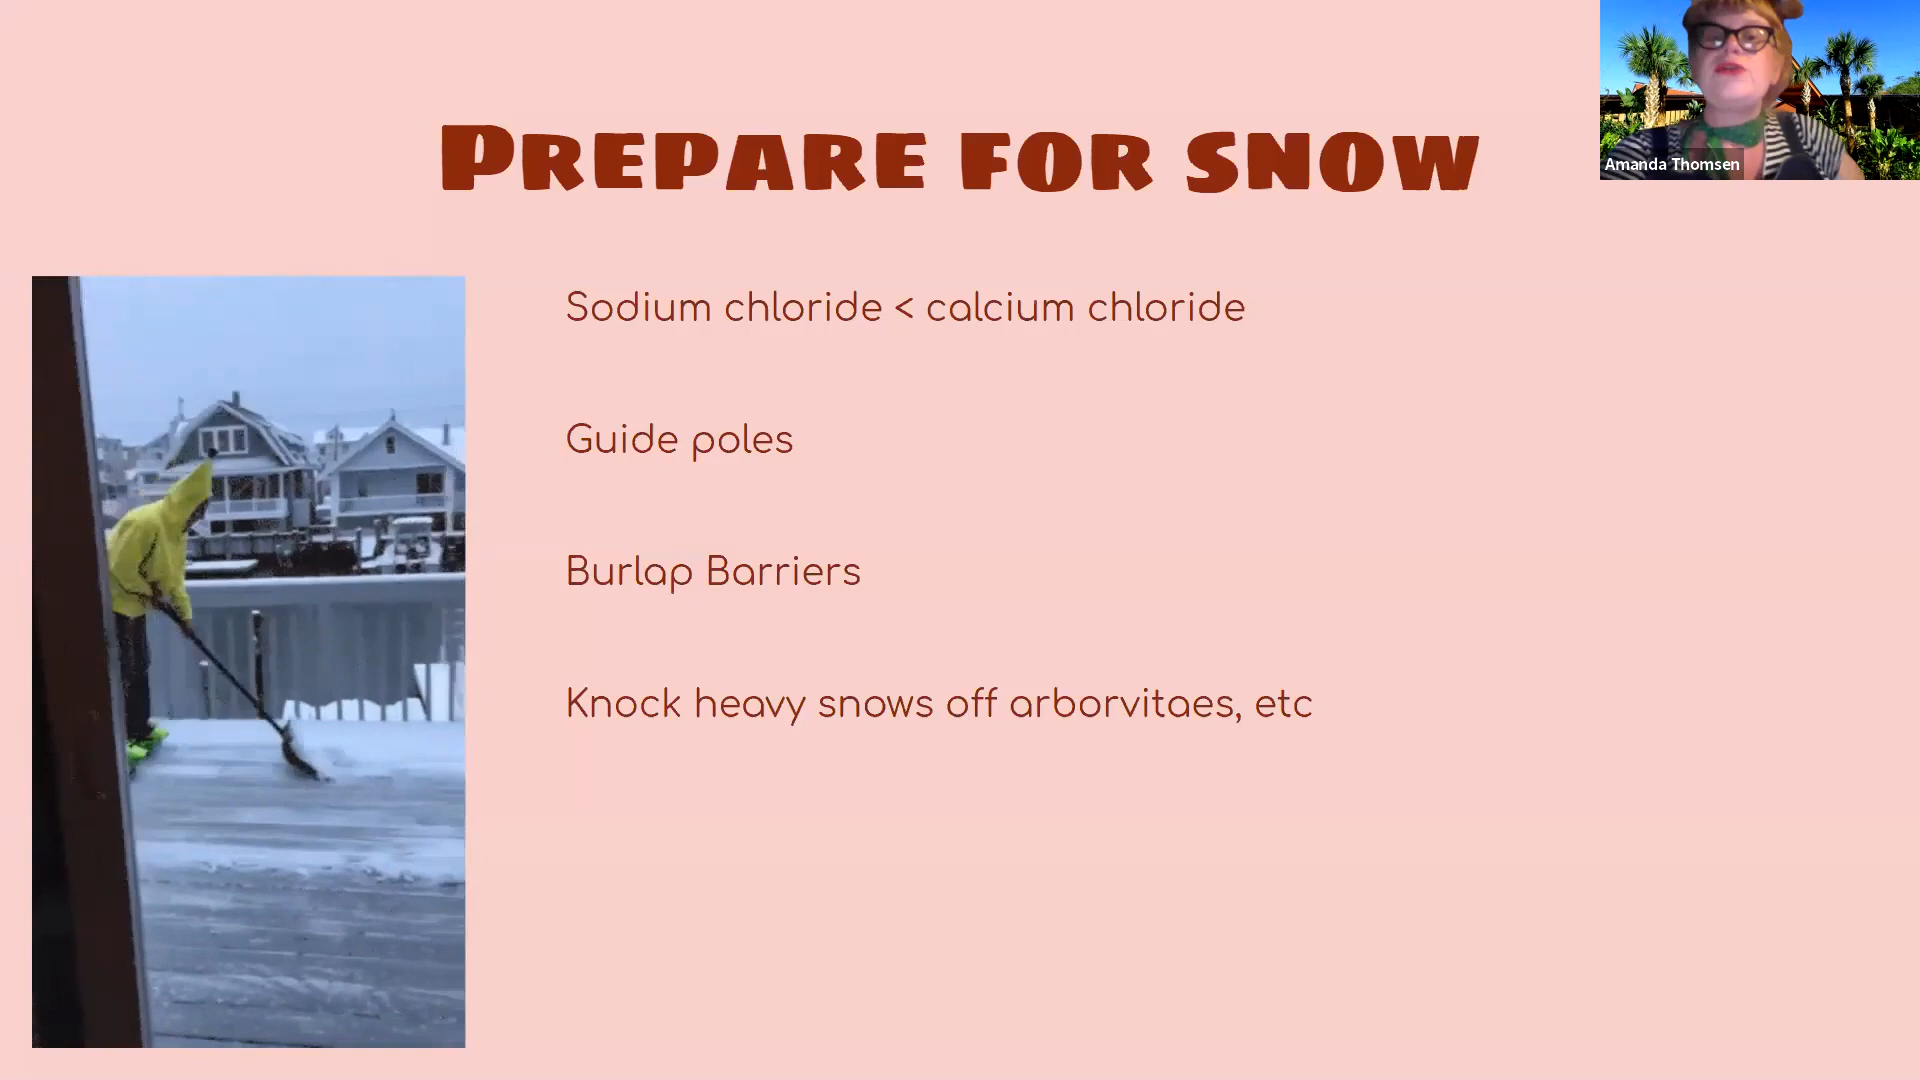 Prepare for snow
Amanda Thomsen
Sodium chloride < calcium chloride
Guide poles
Burlap Barriers
Knock heavy snows off arborvitaes, etc